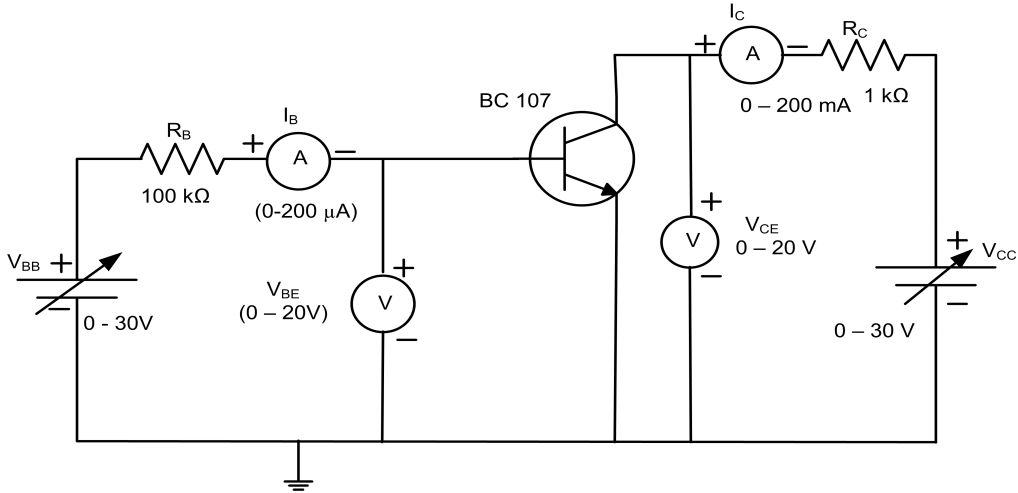 I_C
+ A − R_C
0 – 200 mA 1 kΩ
BC 107
I_B
R_B + A −
100 kΩ
(0-200 μA)
V_BB +
−
0 - 30V
V_BE
(0 – 20V)
+
V
−
+
V
−
V_CE
0 – 20 V
+
V_CC
−
0 – 30 V